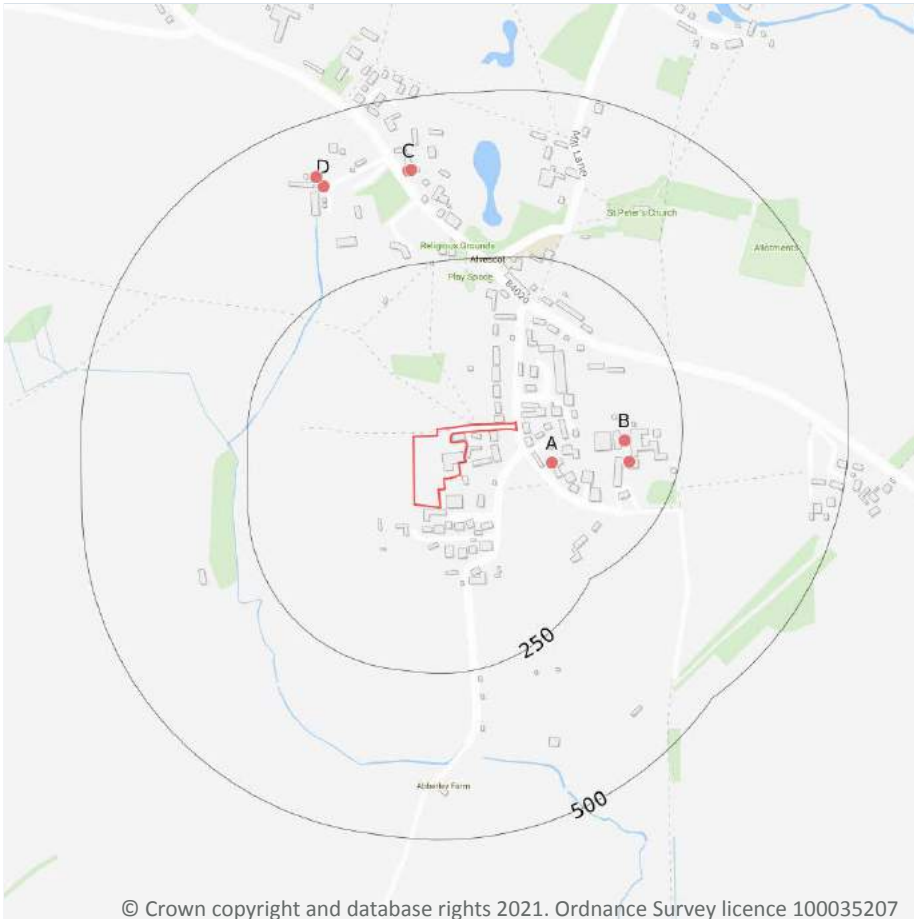 C
D
Mill Lane
St Peter's Church
Religious Grounds
Alvescot
Allotments
Play Space
B4020
B
A
250
Abberley Farm
500
© Crown copyright and database rights 2021. Ordnance Survey licence 100035207